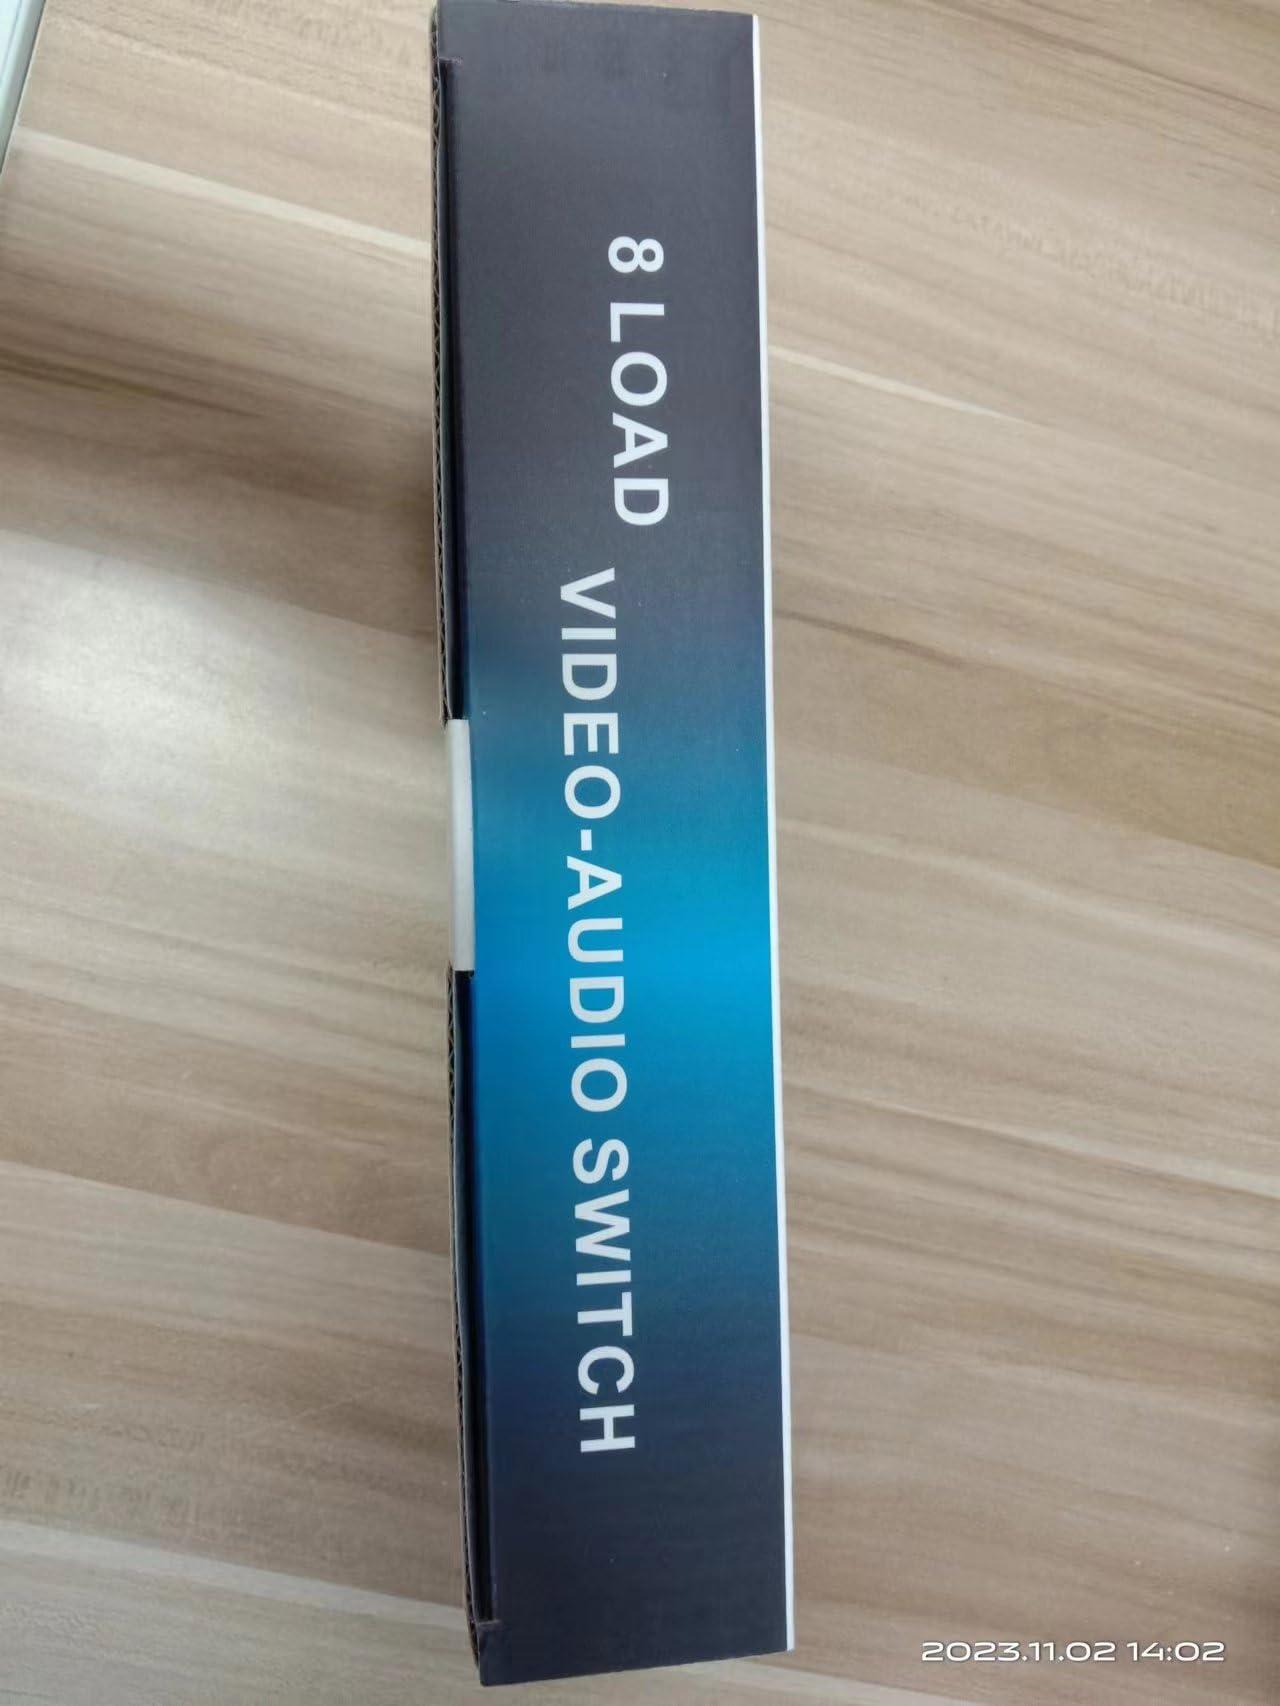 8 LOAD
VIDEO-AUDIO SWITCH
2023.11.02 14:02